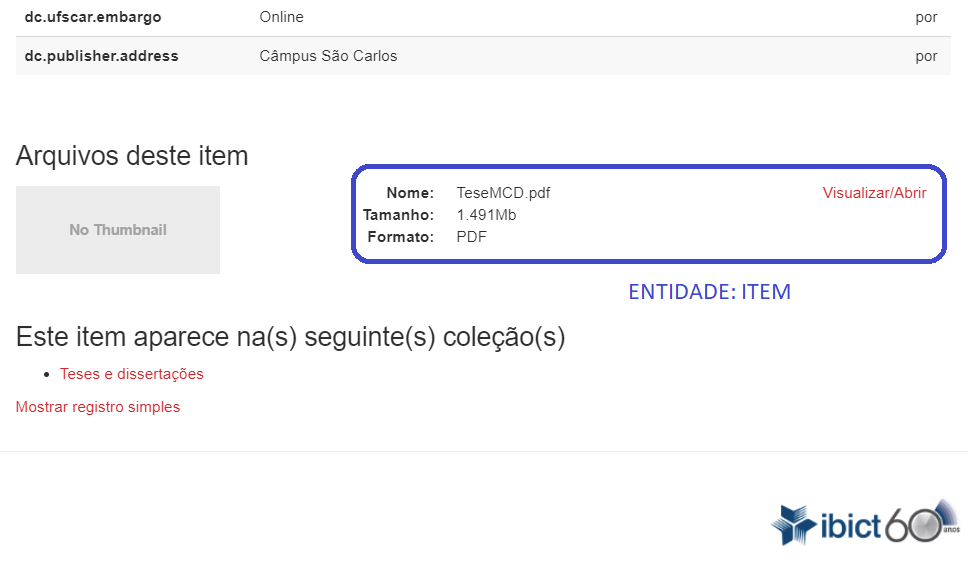 dc.ufscar.embargo Online por
dc.publisher.address Câmpus São Carlos por
Arquivos deste item
No Thumbnail
Nome: TeseMCD.pdf Visualizar/Abrir
Tamanho: 1.491Mb
Formato: PDF
ENTIDADE: ITEM
Este item aparece na(s) seguinte(s) coleção(s)
• Teses e dissertações
Mostrar registro simples
ibict 60 anos